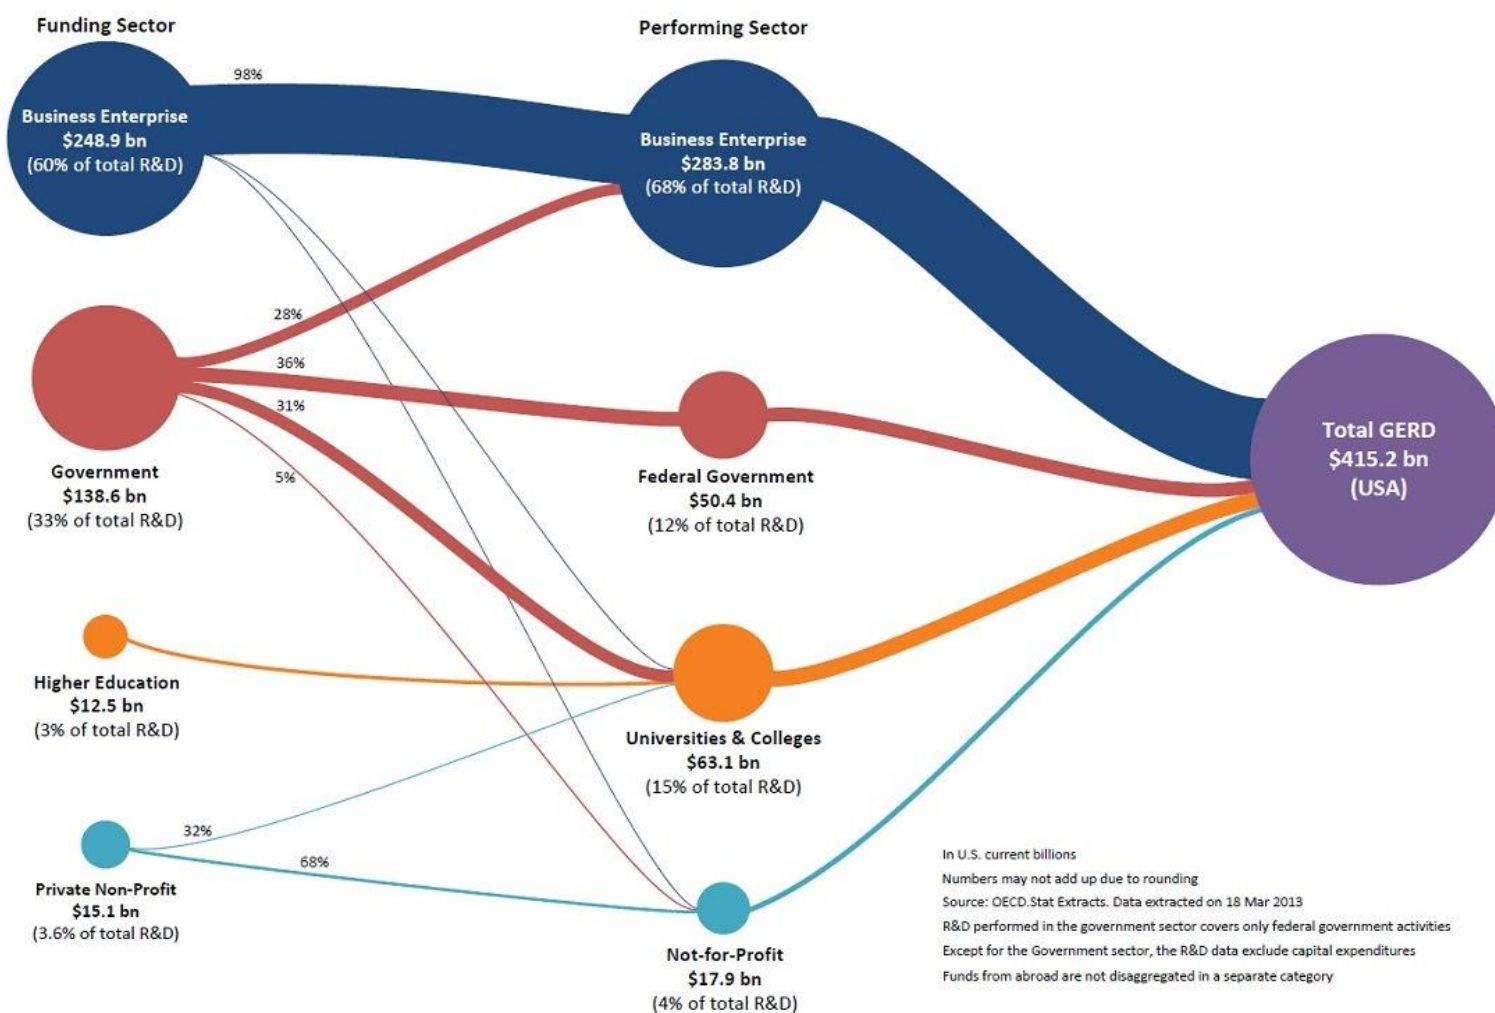 Funding Sector
Performing Sector
98%
Business Enterprise
$248.9 bn
(60% of total R&D)
Business Enterprise
$283.8 bn
(68% of total R&D)
28%
36%
31%
5%
Government
$138.6 bn
(33% of total R&D)
Federal Government
$50.4 bn
(12% of total R&D)
Total GERD
$415.2 bn
(USA)
Higher Education
$12.5 bn
(3% of total R&D)
Universities & Colleges
$63.1 bn
(15% of total R&D)
32%
68%
Private Non-Profit
$15.1 bn
(3.6% of total R&D)
Not-for-Profit
$17.9 bn
(4% of total R&D)
In U.S. current billions
Numbers may not add up due to rounding
Source: OECD.Stat Extracts. Data extracted on 18 Mar 2013
R&D performed in the government sector covers only federal government activities
Except for the Government sector, the R&D data exclude capital expenditures
Funds from abroad are not disaggregated in a separate category